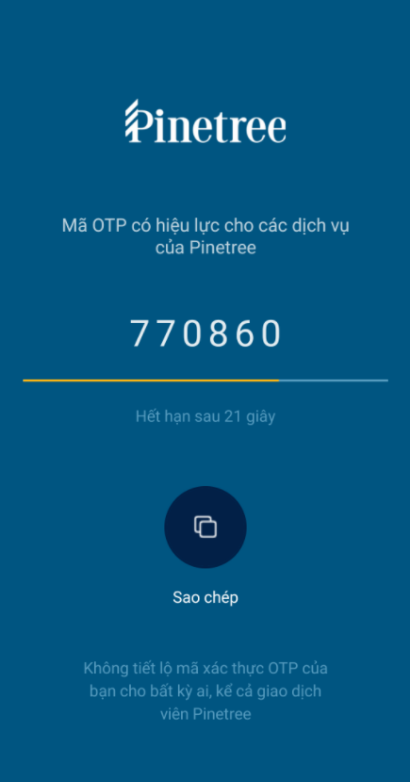 Pinetree
Mã OTP có hiệu lực cho các dịch vụ
của Pinetree
770860
Hết hạn sau 21 giây
Sao chép
Không tiết lộ mã xác thực OTP của
bạn cho bất kỳ ai, kể cả giao dịch
viên Pinetree